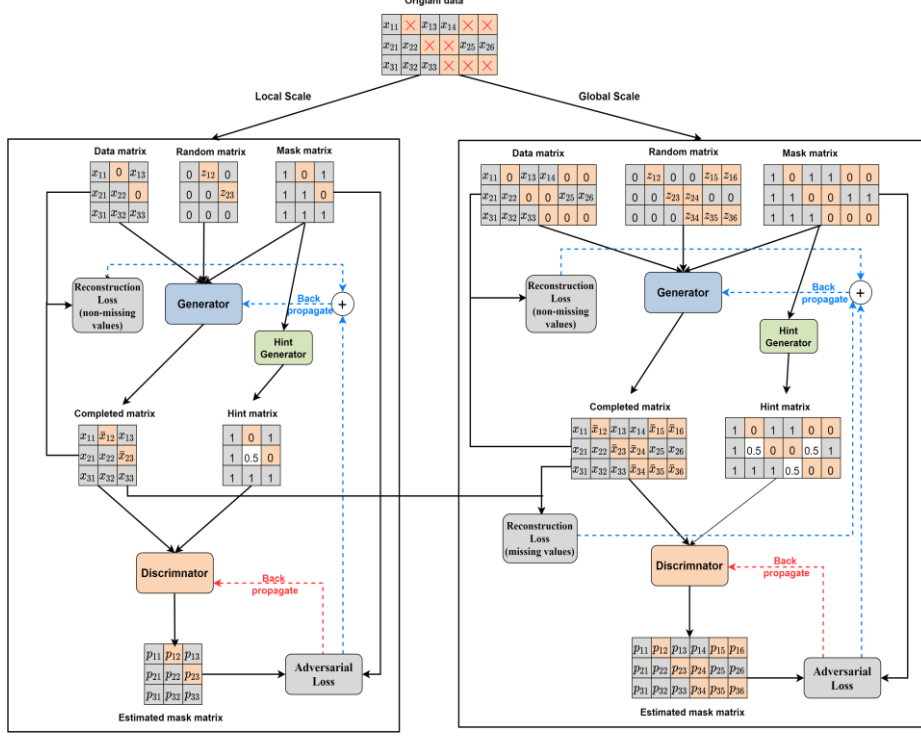 Origianl data
x11 × x13 x14 × ×
x21 x22 × × x25 x26
x31 x32 x33 × × ×
Local Scale
Global Scale
Data matrix
Random matrix
Mask matrix
x11 0 x13
0 z12 0
1 0 1
x21 x22 0
0 0 z23
1 1 0
x31 x32 x33
0 0 0
1 1 1
Reconstruction
Loss
(non-missing
values)
Generator
Back
propagate
+
Hint
Generator
Completed matrix
Hint matrix
x11 x̄12 x13
1 0 1
x21 x22 x̄23
1 0.5 0
x31 x32 x33
1 1 1
Discrimnator
Back
propagate
p11 p12 p13
p21 p22 p23
p31 p32 p33
Adversarial
Loss
Estimated mask matrix
Data matrix
Random matrix
Mask matrix
x11 0 x13 x14 0 0
0 z12 0 0 z15 z16
1 0 1 1 0 0
x21 x22 0 0 x25 x26
0 0 z23 z24 0 0
1 1 0 0 1 1
x31 x32 x33 0 0 0
0 0 0 z34 z35 z36
1 1 1 0 0 0
Reconstruction
Loss
(non-missing
values)
Generator
Back
propagate
+
Hint
Generator
Completed matrix
Hint matrix
x11 x̄12 x13 x14 x̄15 x̄16
1 0 1 1 0 0
x21 x22 x̄23 x̄24 x25 x26
1 0.5 0 0 0.5 1
x31 x32 x33 x̄34 x̄35 x̄36
1 1 1 0.5 0 0
Reconstruction
Loss
(missing values)
Discrimnator
Back
propagate
p11 p12 p13 p14 p15 p16
p21 p22 p23 p24 p25 p26
p31 p32 p33 p34 p35 p36
Adversarial
Loss
Estimated mask matrix